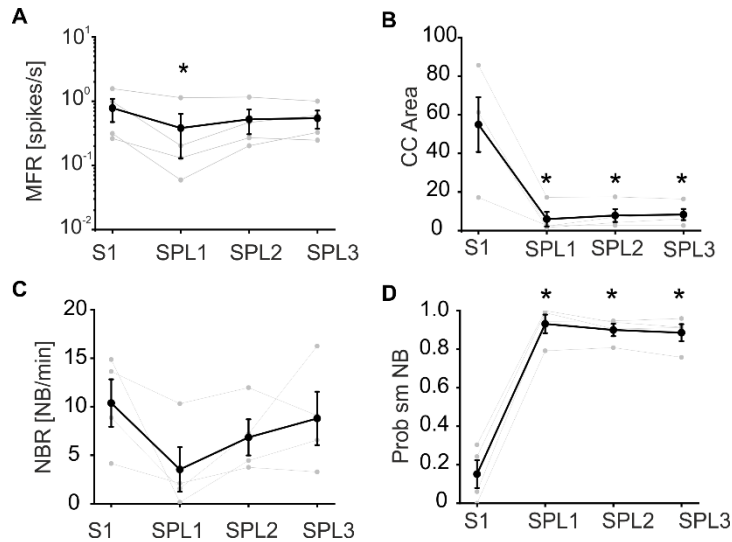 A
MFR [spikes/s]
10¹
10⁰
10⁻¹
10⁻²
*
S1 SPL1 SPL2 SPL3
B
CC Area
100
80
60
40
20
0
* * *
S1 SPL1 SPL2 SPL3
C
NBR [NB/min]
20
15
10
5
0
S1 SPL1 SPL2 SPL3
D
Prob sm NB
1.0
0.8
0.6
0.4
0.2
0
* * *
S1 SPL1 SPL2 SPL3